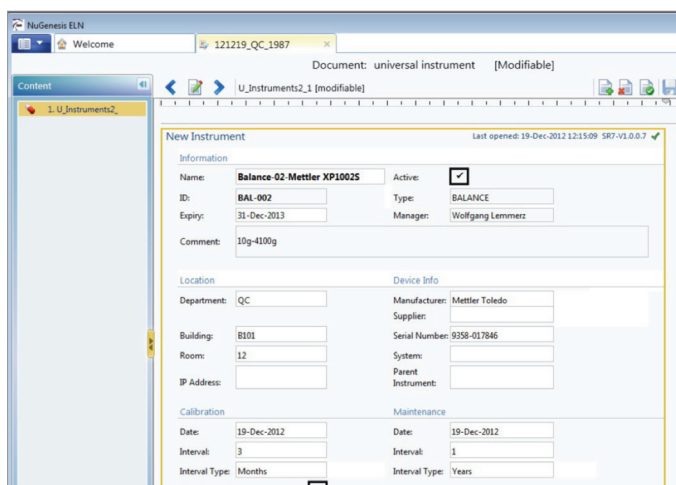 NuGenesis ELN
Welcome
121219_QC_1987
Document: universal instrument [Modifiable]
Content
U_Instruments2_1 [modifiable]
1. U_Instruments2_
New Instrument
Last opened: 19-Dec-2012 12:15:09 SR7-V1.0.0.7
Information
Name: Balance-02-Mettler XP1002S Active:
ID: BAL-002 Type: BALANCE
Expiry: 31-Dec-2013 Manager: Wolfgang Lemmerz
Comment: 10g-4100g
Location Device Info
Department: QC Manufacturer: Mettler Toledo
Supplier:
Building: B101 Serial Number: 9358-017846
Room: 12 System:
IP Address: Parent Instrument:
Calibration Maintenance
Date: 19-Dec-2012 Date: 19-Dec-2012
Interval: 3 Interval: 1
Interval Type: Months Interval Type: Years